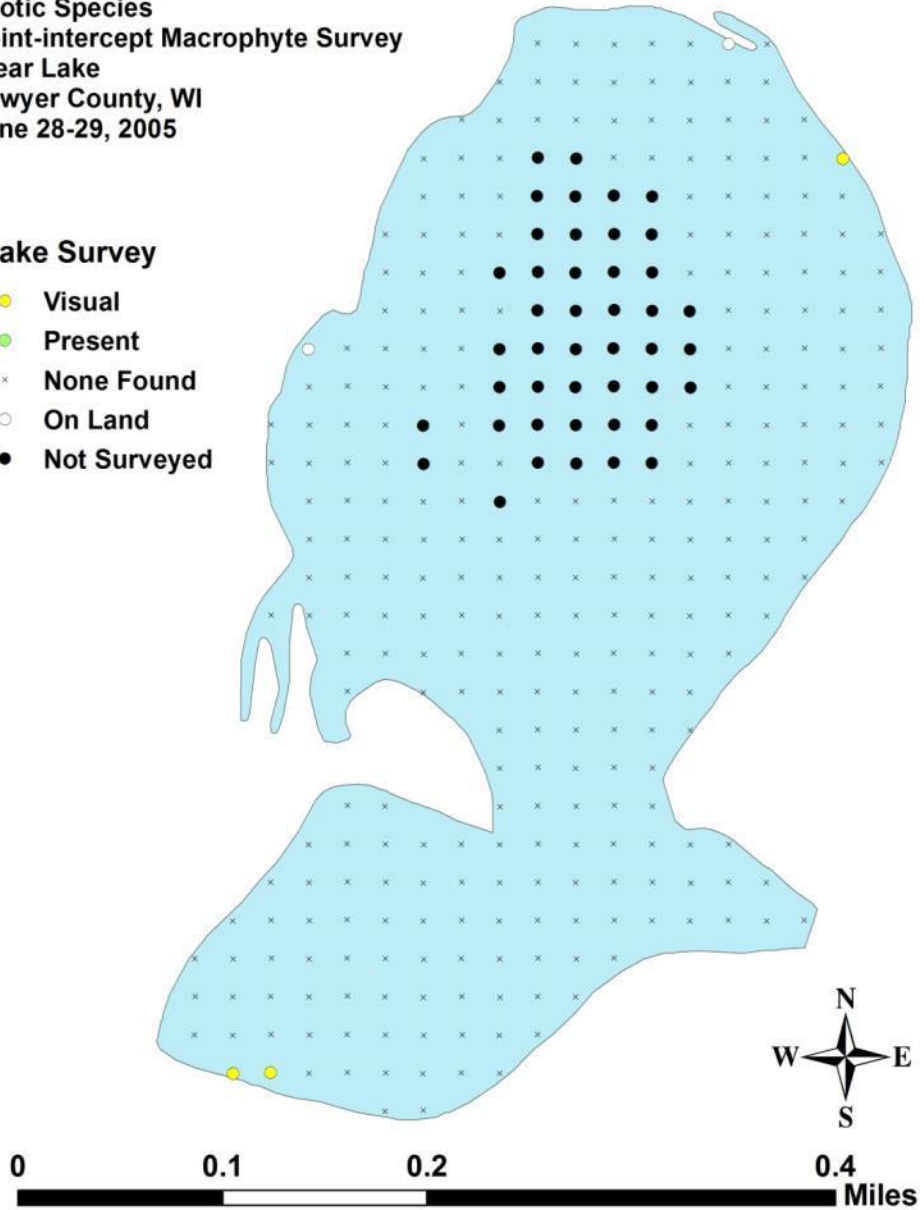 otic Species
int-intercept Macrophyte Survey
ear Lake
wyer County, WI
ne 28-29, 2005
ake Survey
Visual
Present
None Found
On Land
Not Surveyed
N
W E
S
0 0.1 0.2 0.4
Miles